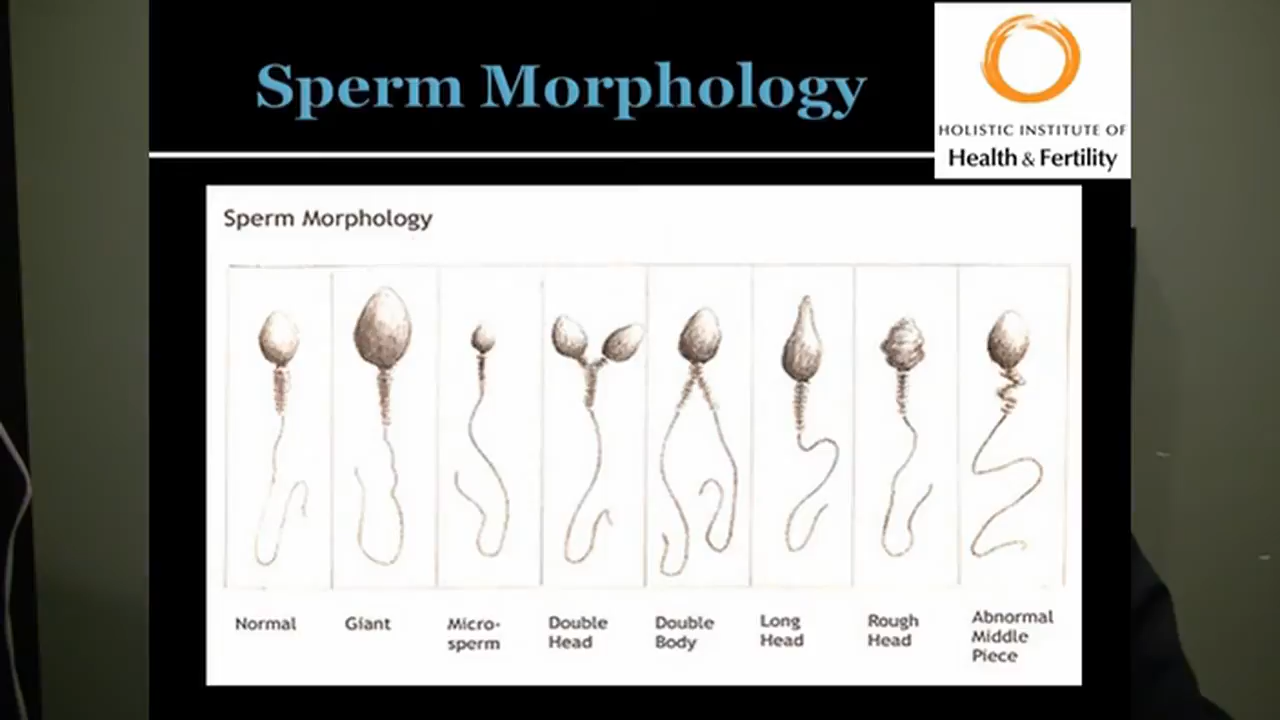 Sperm Morphology
HOLISTIC INSTITUTE OF
Health & Fertility
Sperm Morphology
Normal
Giant
Micro-
sperm
Double
Head
Double
Body
Long
Head
Rough
Head
Abnormal
Middle
Piece